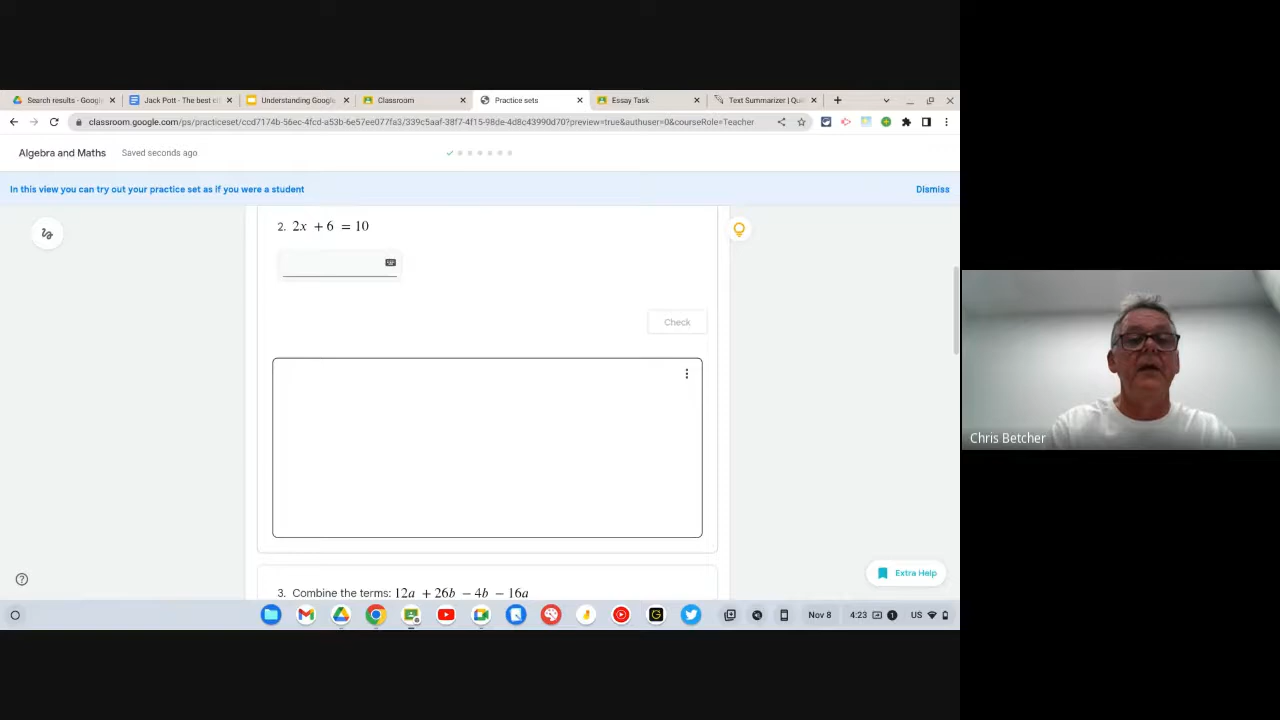 Search results - Googl
Jack Pott - The best ci
Understanding Google
Classroom
Practice sets
Essay Task
Text Summarizer | Qui
classroom.google.com/ps/practiceset/ccd7174b-56ec-4fcd-a53b-6e57ee077fa3/339c5aaf-38f7-4f15-98de-4d8c43990d70?preview=true&authuser=0&courseRole=Teacher
Algebra and Maths
Saved seconds ago
In this view you can try out your practice set as if you were a student
Dismiss
2. 2x + 6 = 10
Check
Chris Betcher
Extra Help
3. Combine the terms: 12a + 26b - 4b - 16a
Nov 8
4:23
1
US